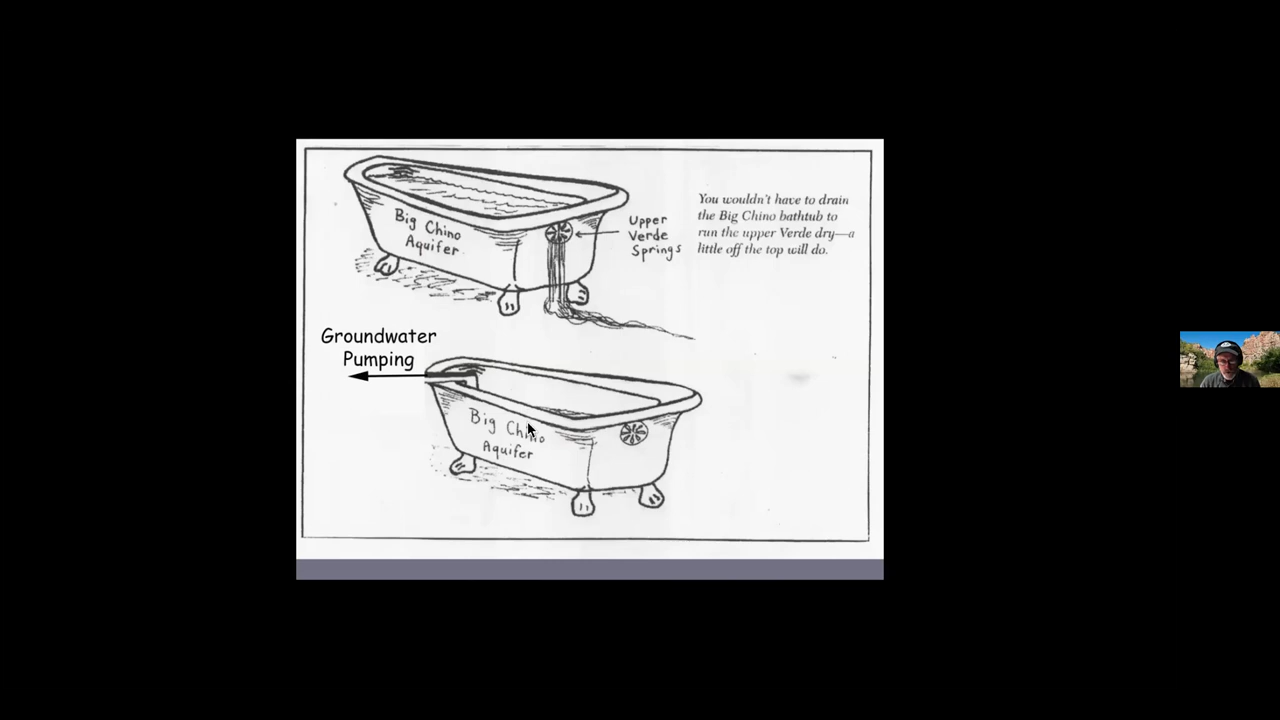 Big Chino
Aquifer
Upper
Verde
Springs
You wouldn't have to drain
the Big Chino bathtub to
run the upper Verde dry—a
little off the top will do.
Groundwater
Pumping
Big Chino
Aquifer